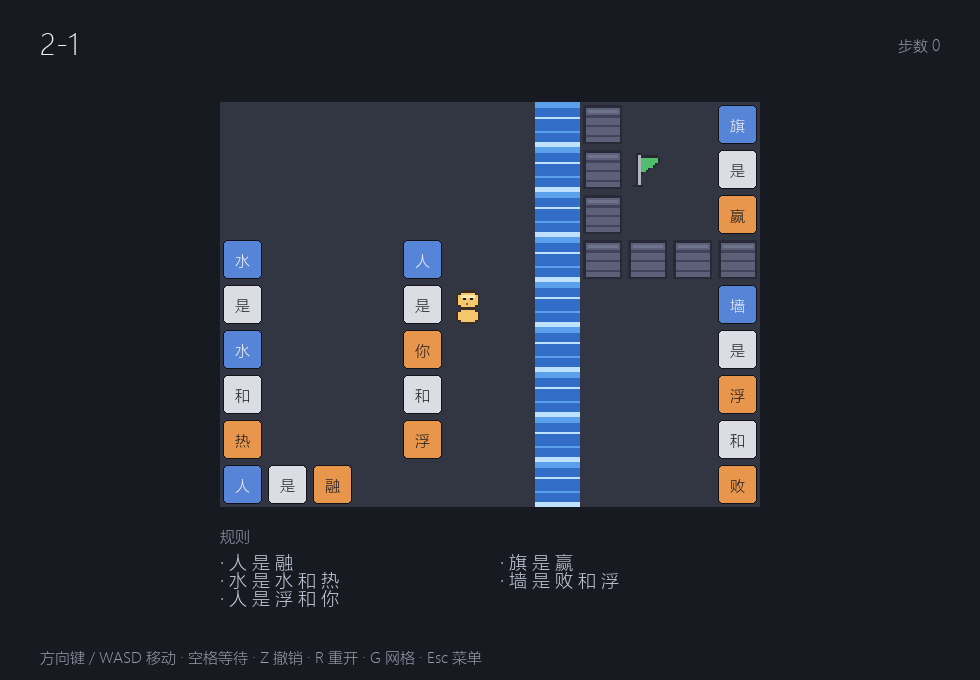 2-1
步数 0
旗
是
赢
水 人
是 是 墙
水 你 是
和 和 浮
热 浮 和
人 是 融 败
规则
· 人 是 融 · 旗 是 赢
· 水 是 水 和 热 · 墙 是 败 和 浮
· 人 是 浮 和 你
方向键 / WASD 移动 · 空格等待 · Z 撤销 · R 重开 · G 网格 · Esc 菜单